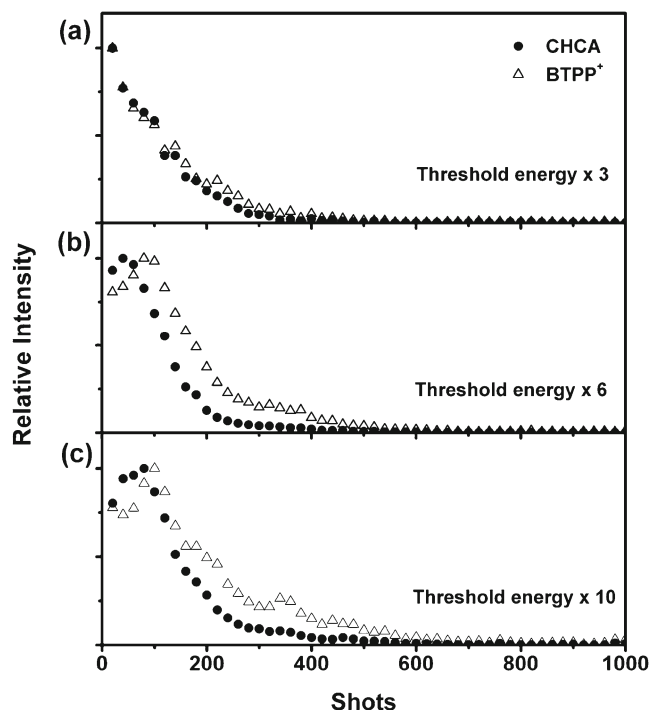 (a)
CHCA
BTPP+
Threshold energy x 3
(b)
Threshold energy x 6
(c)
Threshold energy x 10
Relative Intensity
0 200 400 600 800 1000
Shots